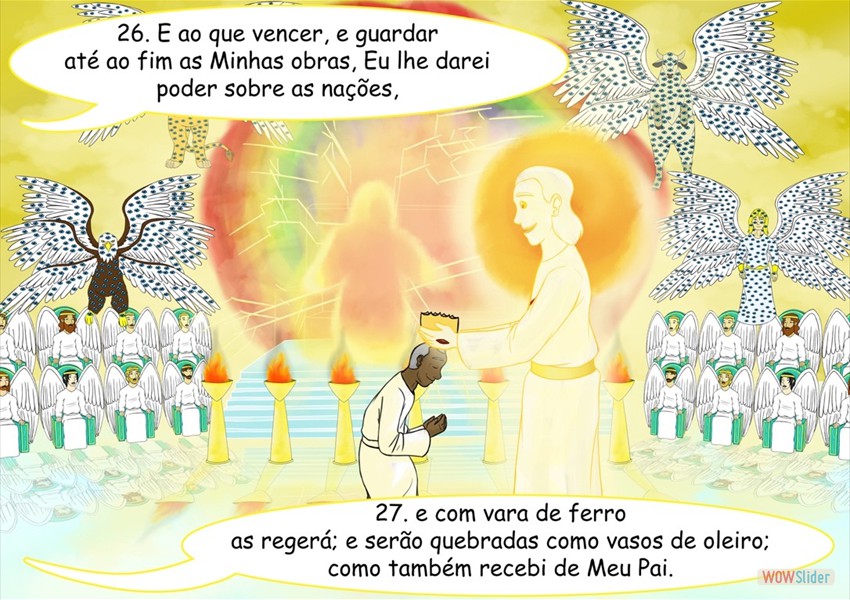 26. E ao que vencer, e guardar
até ao fim as Minhas obras, Eu lhe darei
poder sobre as nações,
27. e com vara de ferro
as regerá; e serão quebradas como vasos de oleiro;
como também recebi de Meu Pai.
WOWSlider